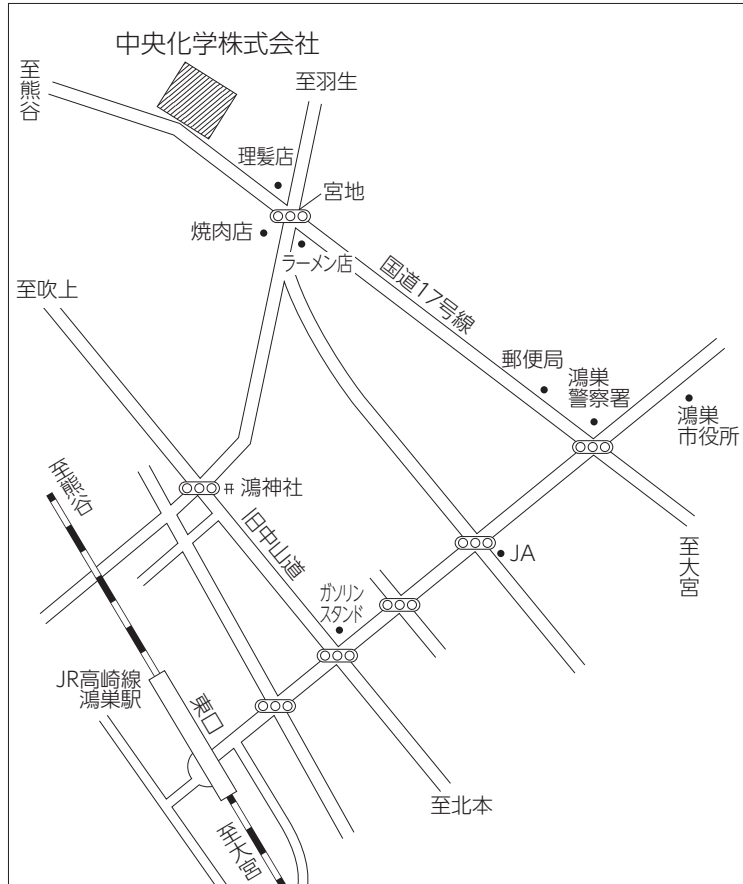 中央化学株式会社
至熊谷
至羽生
理髪店
宮地
焼肉店
ラーメン店
至吹上
国道17号線
郵便局
鴻巣
警察署
鴻巣
市役所
至熊谷
鴻神社
旧中山道
JA
至大宮
ガソリン
スタンド
JR高崎線
鴻巣駅
東口
至北本
至大宮